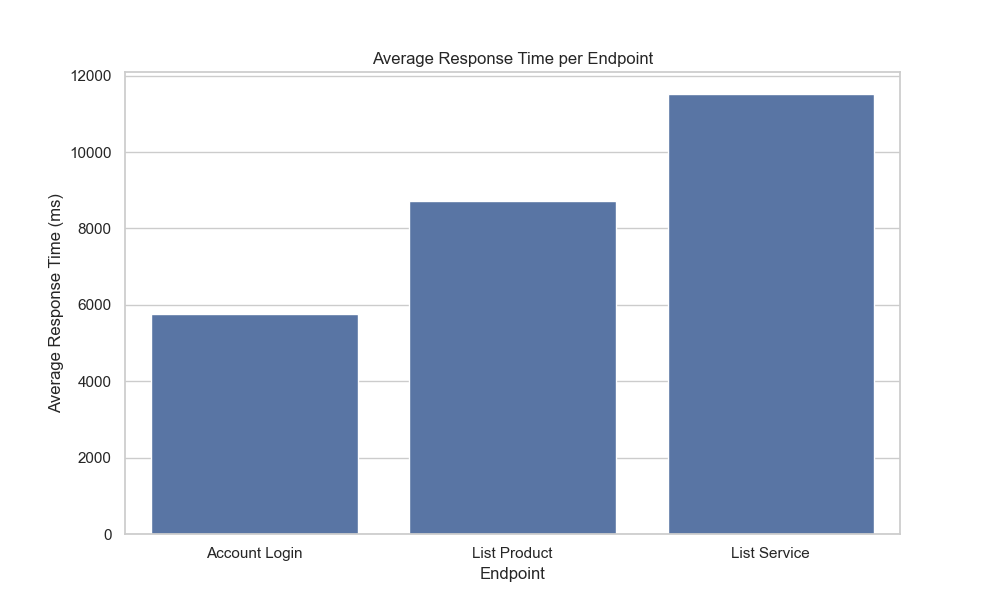 Average Response Time per Endpoint
12000
10000
8000
6000
4000
2000
0
Average Response Time (ms)
Account Login
List Product
List Service
Endpoint